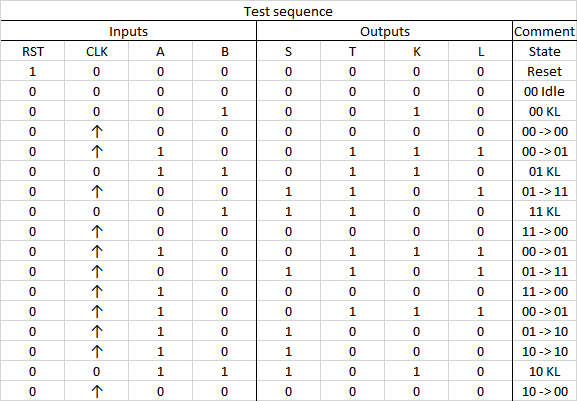 Test sequence
Inputs Outputs Comment
RST CLK A B S T K L State
1 0 0 0 0 0 0 0 Reset
0 0 0 0 0 0 0 0 00 Idle
0 0 0 1 0 0 1 0 00 KL
0 ↑ 0 0 0 0 0 0 00 -> 00
0 ↑ 1 0 0 1 1 1 00 -> 01
0 0 1 1 0 1 1 0 01 KL
0 ↑ 0 0 1 1 0 1 01 -> 11
0 0 0 1 1 1 0 0 11 KL
0 ↑ 0 0 0 0 0 0 11 -> 00
0 ↑ 1 0 0 1 1 1 00 -> 01
0 ↑ 0 0 1 1 0 1 01 -> 11
0 ↑ 1 0 0 0 0 0 11 -> 00
0 ↑ 1 0 0 1 1 1 00 -> 01
0 ↑ 1 0 1 0 0 0 01 -> 10
0 ↑ 1 0 1 0 0 0 10 -> 10
0 0 1 1 1 0 1 0 10 KL
0 ↑ 0 0 0 0 0 0 10 -> 00